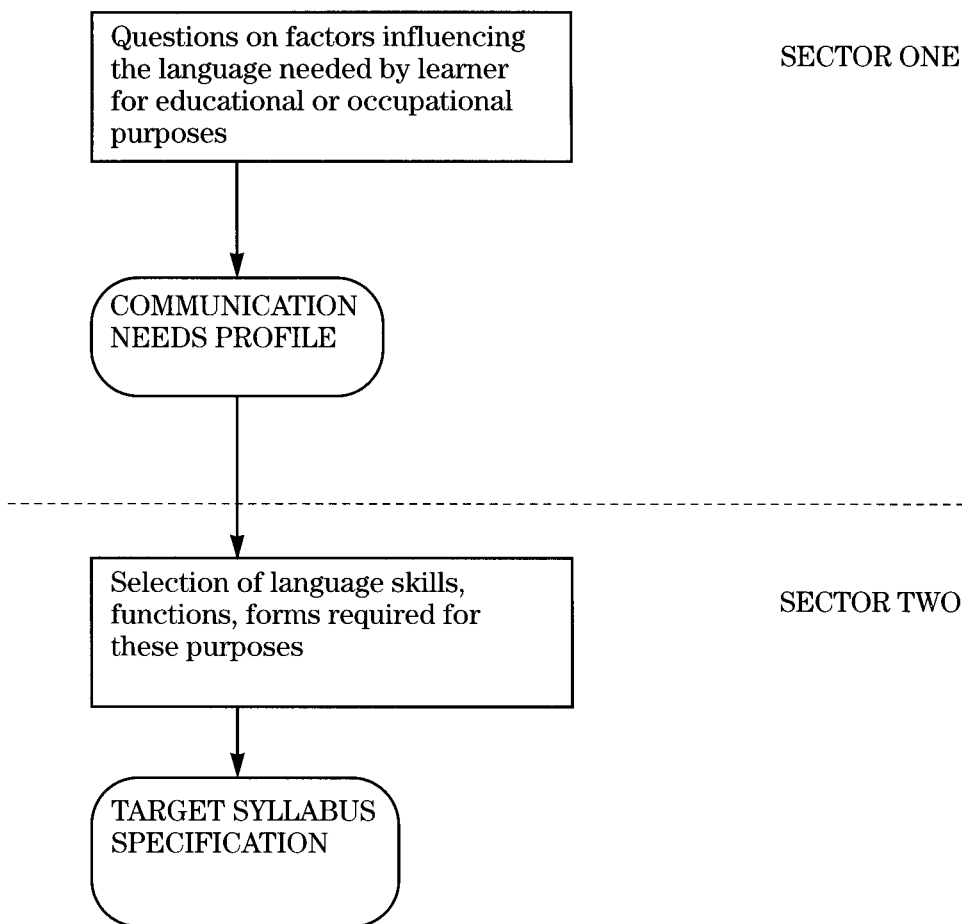 Questions on factors influencing
the language needed by learner
for educational or occupational
purposes
SECTOR ONE
COMMUNICATION
NEEDS PROFILE
Selection of language skills,
functions, forms required for
these purposes
SECTOR TWO
TARGET SYLLABUS
SPECIFICATION